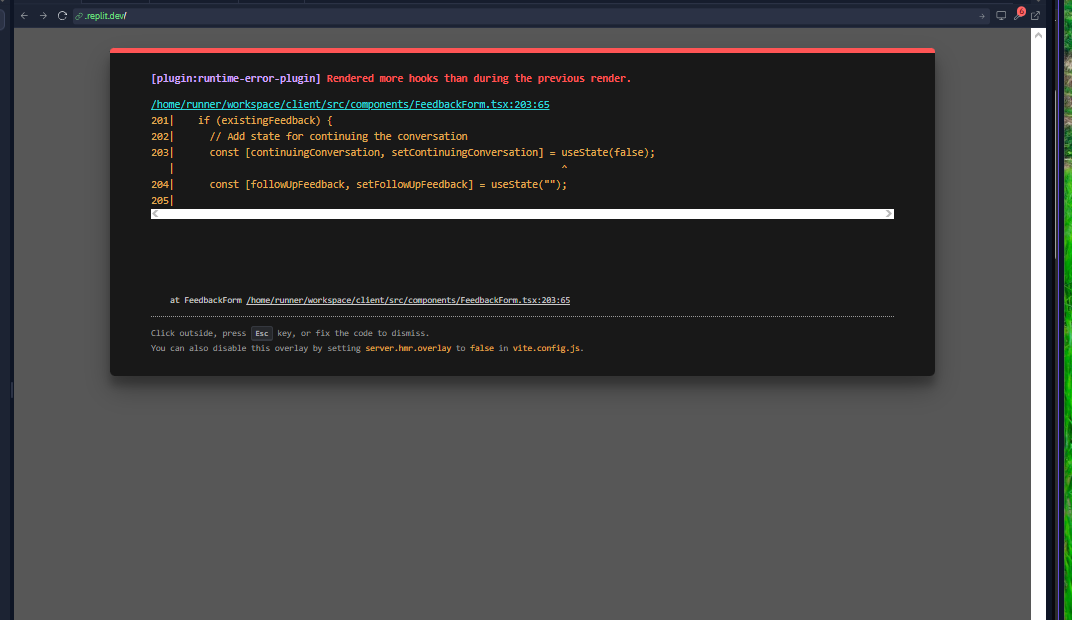 .replit.dev/
6
[plugin:runtime-error-plugin] Rendered more hooks than during the previous render.
/home/runner/workspace/client/src/components/FeedbackForm.tsx:203:65
201|    if (existingFeedback) {
202|      // Add state for continuing the conversation
203|      const [continuingConversation, setContinuingConversation] = useState(false);
   |                                                                  ^
204|      const [followUpFeedback, setFollowUpFeedback] = useState("");
205|
at FeedbackForm /home/runner/workspace/client/src/components/FeedbackForm.tsx:203:65
Click outside, press Esc key, or fix the code to dismiss.
You can also disable this overlay by setting server.hmr.overlay to false in vite.config.js.